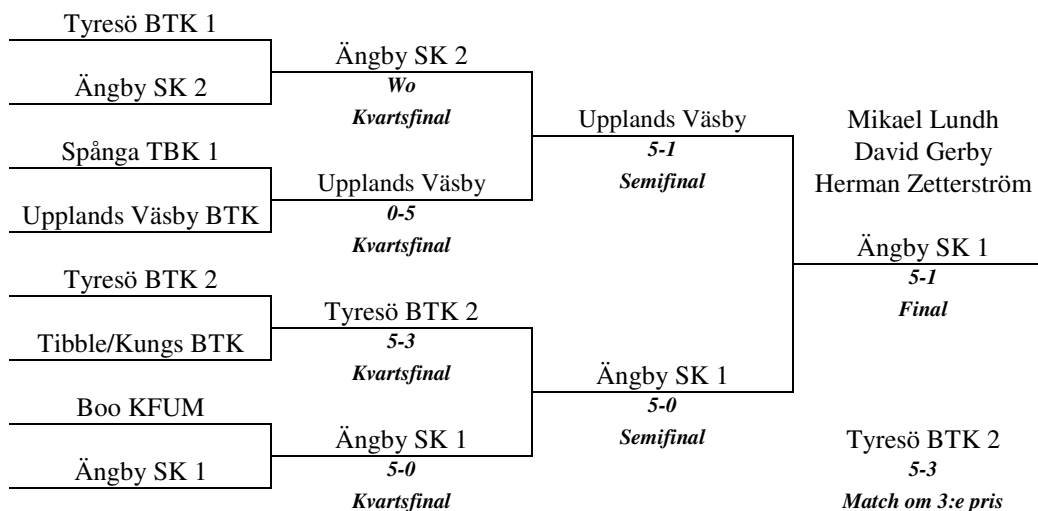 Tyresö BTK 1
Ängby SK 2
Ängby SK 2
Wo
Kvartsfinal
Spånga TBK 1
Upplands Väsby BTK
Upplands Väsby
0-5
Kvartsfinal
Upplands Väsby
5-1
Semifinal
Tyresö BTK 2
Tibble/Kungs BTK
Tyresö BTK 2
5-3
Kvartsfinal
Boo KFUM
Ängby SK 1
Ängby SK 1
5-0
Kvartsfinal
Ängby SK 1
5-0
Semifinal
Mikael Lundh
David Gerby
Herman Zetterström
Ängby SK 1
5-1
Final
Tyresö BTK 2
5-3
Match om 3:e pris